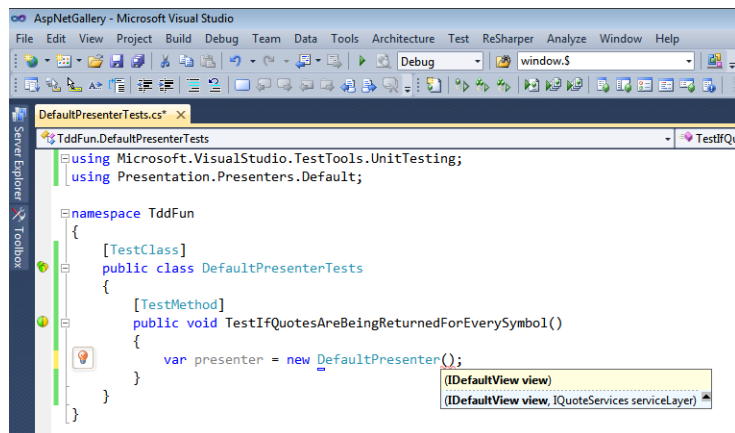 AspNetGallery - Microsoft Visual Studio
File Edit View Project Build Debug Team Data Tools Architecture Test ReSharper Analyze Window Help
Debug window.$
DefaultPresenterTests.cs*
TddFun.DefaultPresenterTests TestIfQu
Server Explorer
Toolbox
using Microsoft.VisualStudio.TestTools.UnitTesting;
using Presentation.Presenters.Default;
namespace TddFun
{
[TestClass]
public class DefaultPresenterTests
{
[TestMethod]
public void TestIfQuotesAreBeingReturnedForEverySymbol()
{
var presenter = new DefaultPresenter();
(IDefaultView view)
(IDefaultView view, IQuoteServices serviceLayer)
}
}
}